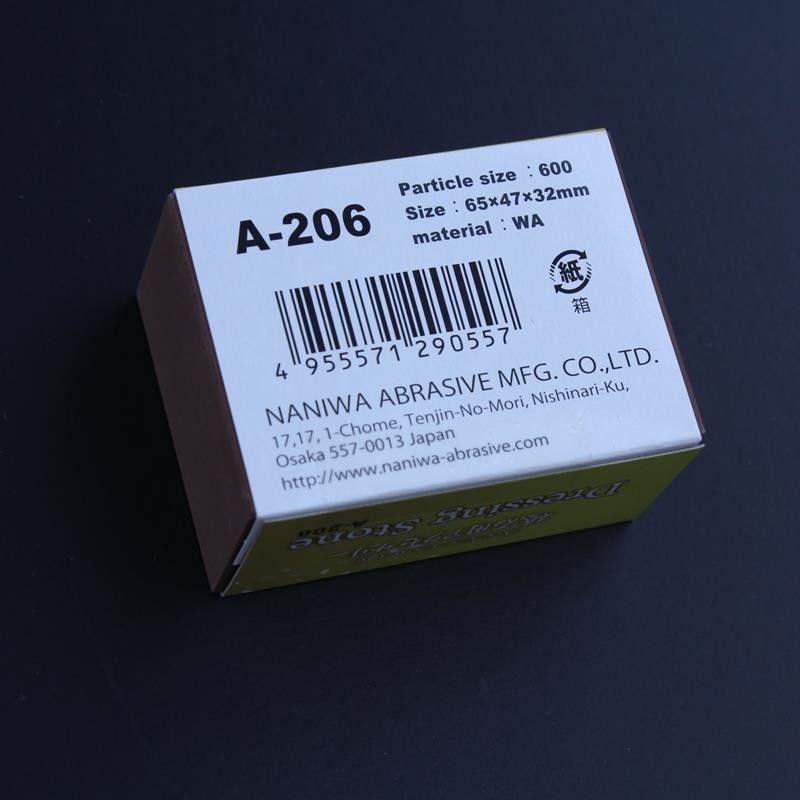 A-206
Particle size : 600
Size : 65×47×32mm
material : WA
紙
箱
4 955571 290557
NANIWA ABRASIVE MFG. CO.,LTD.
17,17, 1-Chome, Tenjin-No-Mori, Nishinari-Ku,
Osaka 557-0013 Japan
http://www.naniwa-abrasive.com
Dressing Stone
A-206